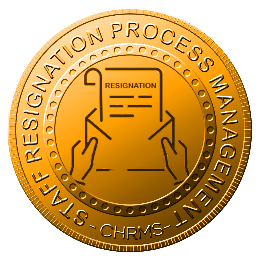 STAFF RESIGNATION PROCESS MANAGEMENT
RESIGNATION
- CHRMS -